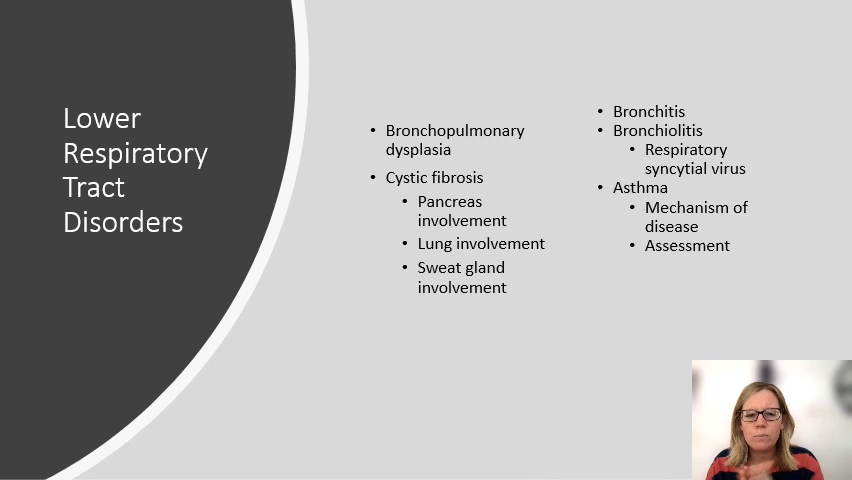 Lower
Respiratory
Tract
Disorders
• Bronchopulmonary
dysplasia
• Cystic fibrosis
• Pancreas
involvement
• Lung involvement
• Sweat gland
involvement
• Bronchitis
• Bronchiolitis
• Respiratory
syncytial virus
• Asthma
• Mechanism of
disease
• Assessment